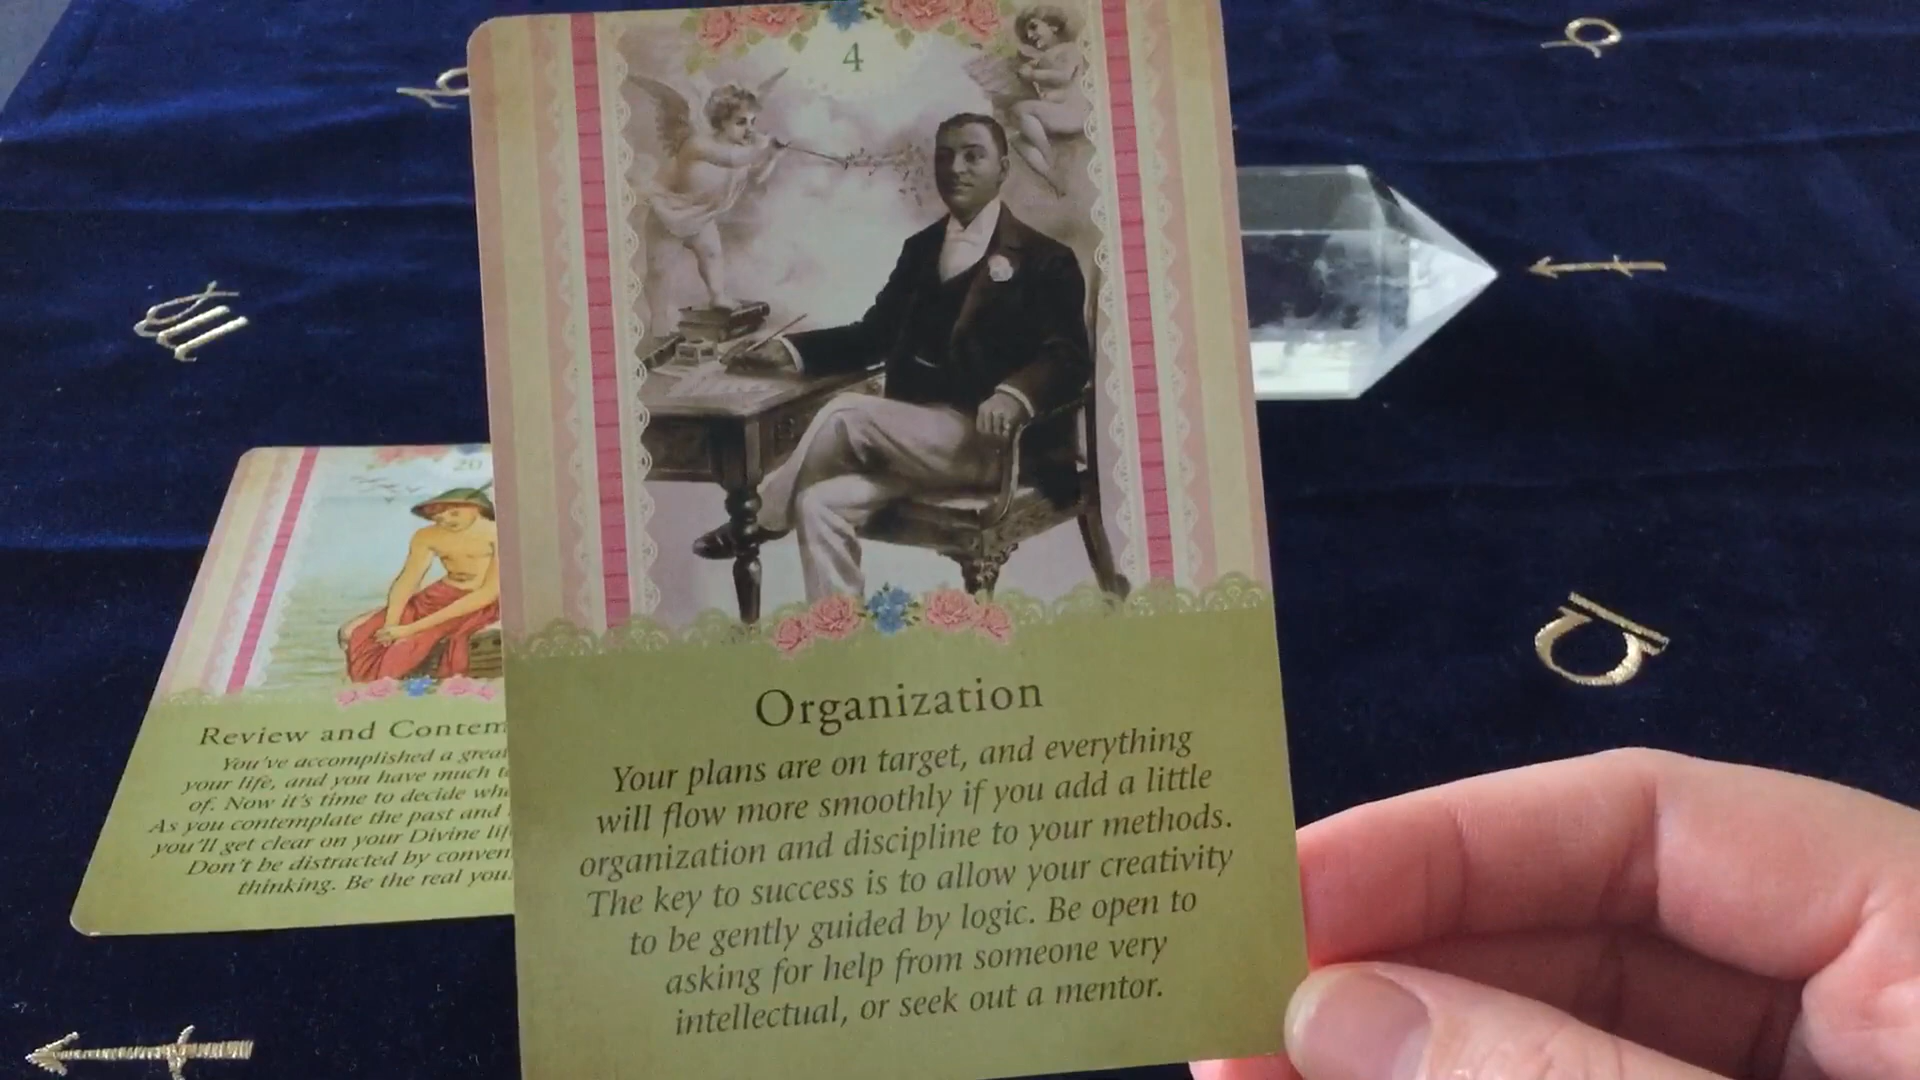 4
Organization
Your plans are on target, and everything
will flow more smoothly if you add a little
organization and discipline to your methods.
The key to success is to allow your creativity
to be gently guided by logic. Be open to
asking for help from someone very
intellectual, or seek out a mentor.
20
Review and Contem
You've accomplished a great
your life, and you have much
of. Now it's time to decide
As you contemplate the past and
you'll get clear on your Divine
Don't be distracted by conven
thinking. Be the real you